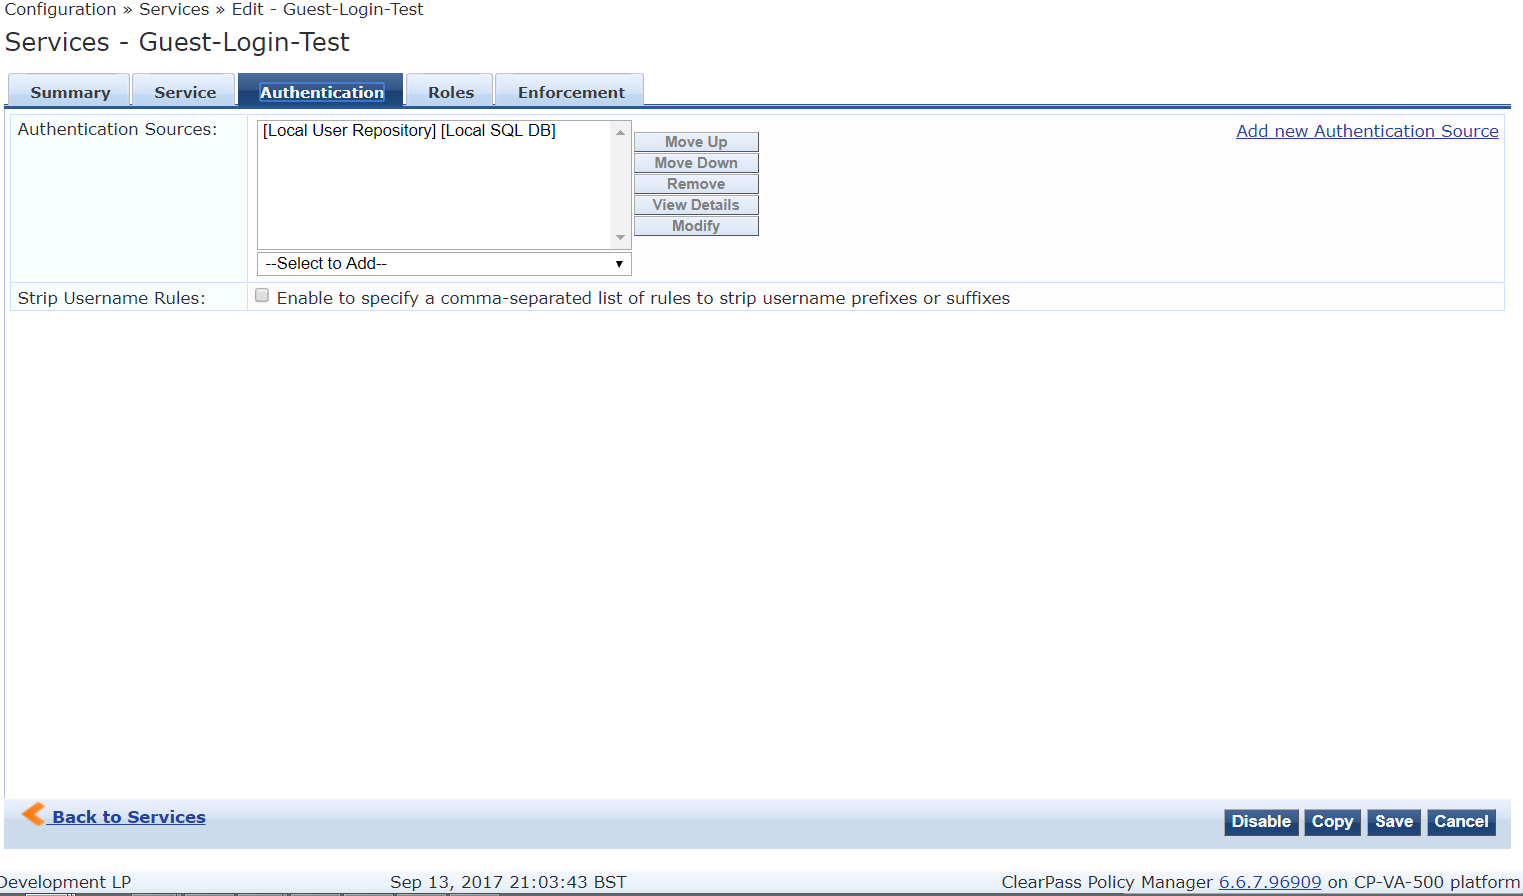 Configuration » Services » Edit - Guest-Login-Test
Services - Guest-Login-Test
Summary Service Authentication Roles Enforcement
Authentication Sources:
[Local User Repository] [Local SQL DB]
Move Up
Move Down
Remove
View Details
Modify
--Select to Add--
Add new Authentication Source
Strip Username Rules:
Enable to specify a comma-separated list of rules to strip username prefixes or suffixes
Back to Services
Disable Copy Save Cancel
Development LP
Sep 13, 2017 21:03:43 BST
ClearPass Policy Manager 6.6.7.96909 on CP-VA-500 platform